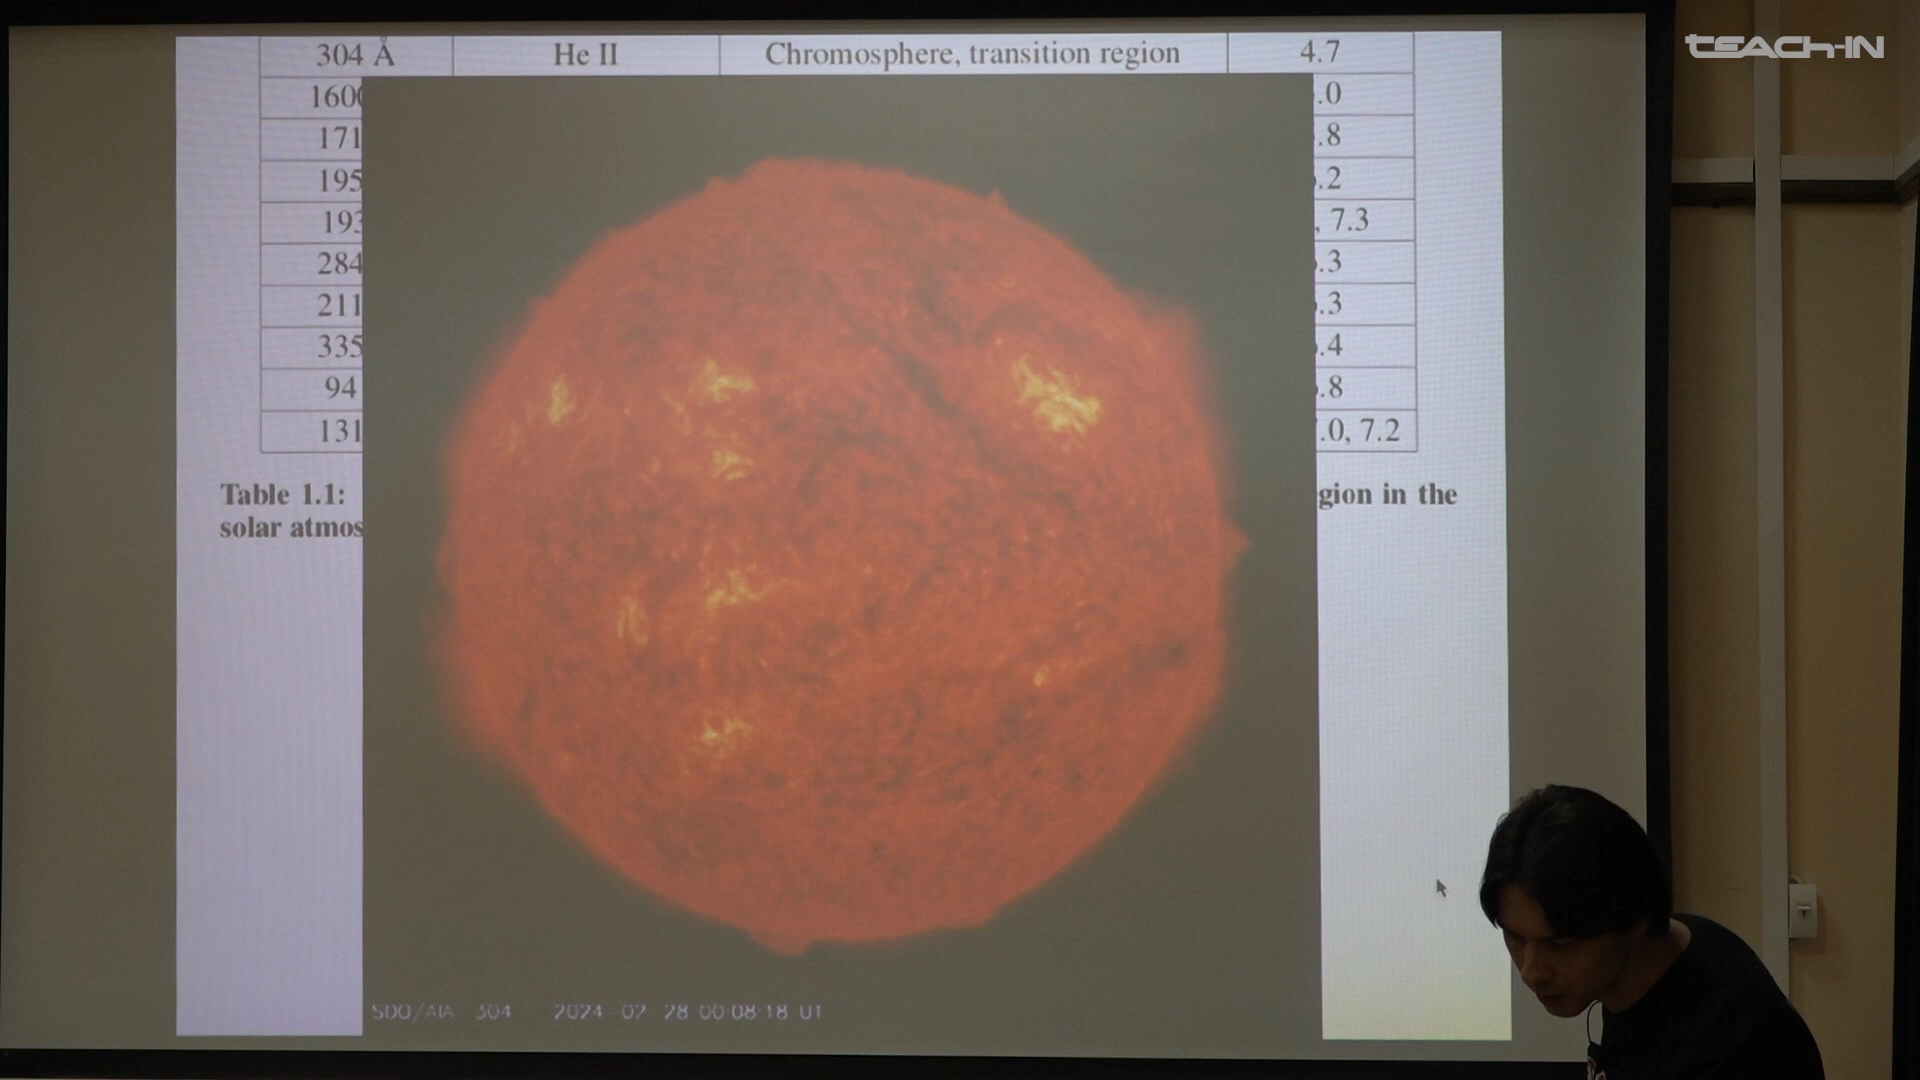 TEACH-IN
304 Å He II Chromosphere, transition region 4.7
160 .0
171 .8
195 .2
193 , 7.3
284 .3
211 .3
335 .4
94 .8
131 .0, 7.2
Table 1.1: gion in the
solar atmos
SDO/AIA 304 2024-02-28 00:08:18 UT